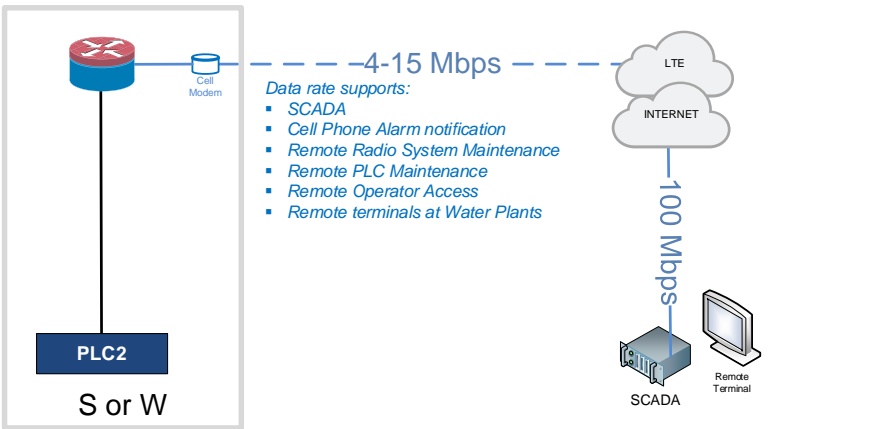 4-15 Mbps
LTE
Cell
Modem
Data rate supports:
▪ SCADA
▪ Cell Phone Alarm notification
▪ Remote Radio System Maintenance
▪ Remote PLC Maintenance
▪ Remote Operator Access
▪ Remote terminals at Water Plants
INTERNET
100 Mbps
PLC2
S or W
SCADA
Remote
Terminal